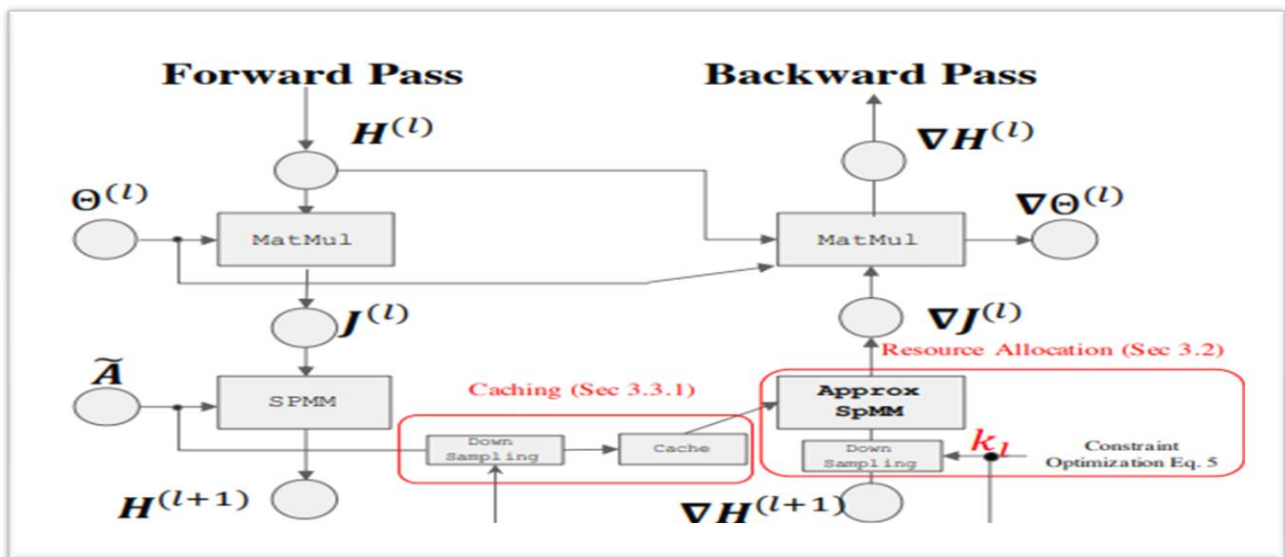 Forward Pass
Backward Pass
H^(l)
∇H^(l)
Θ^(l)
∇Θ^(l)
MatMul
MatMul
J^(l)
∇J^(l)
Resource Allocation (Sec 3.2)
Ã
SPMM
Caching (Sec 3.3.1)
Approx
SpMM
Down
Sampling
Cache
Down
Sampling
k_l
Constraint
Optimization Eq. 5
H^(l+1)
∇H^(l+1)